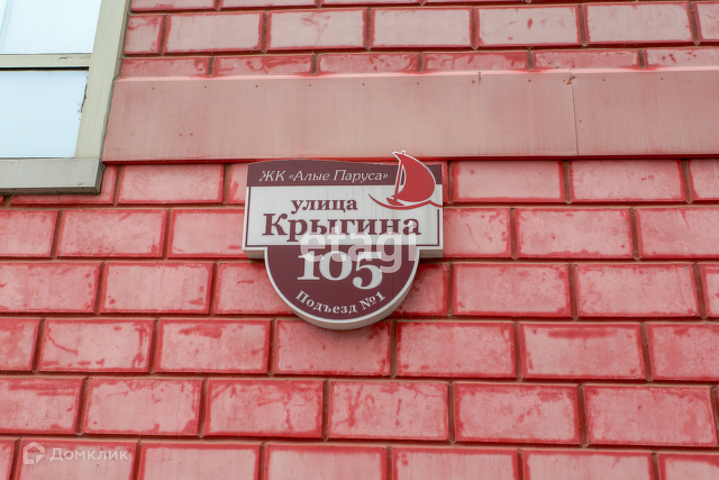 ЖК «Алые Паруса»
улица
Крыгина
etagi
105
Подъезд №1
Домклик